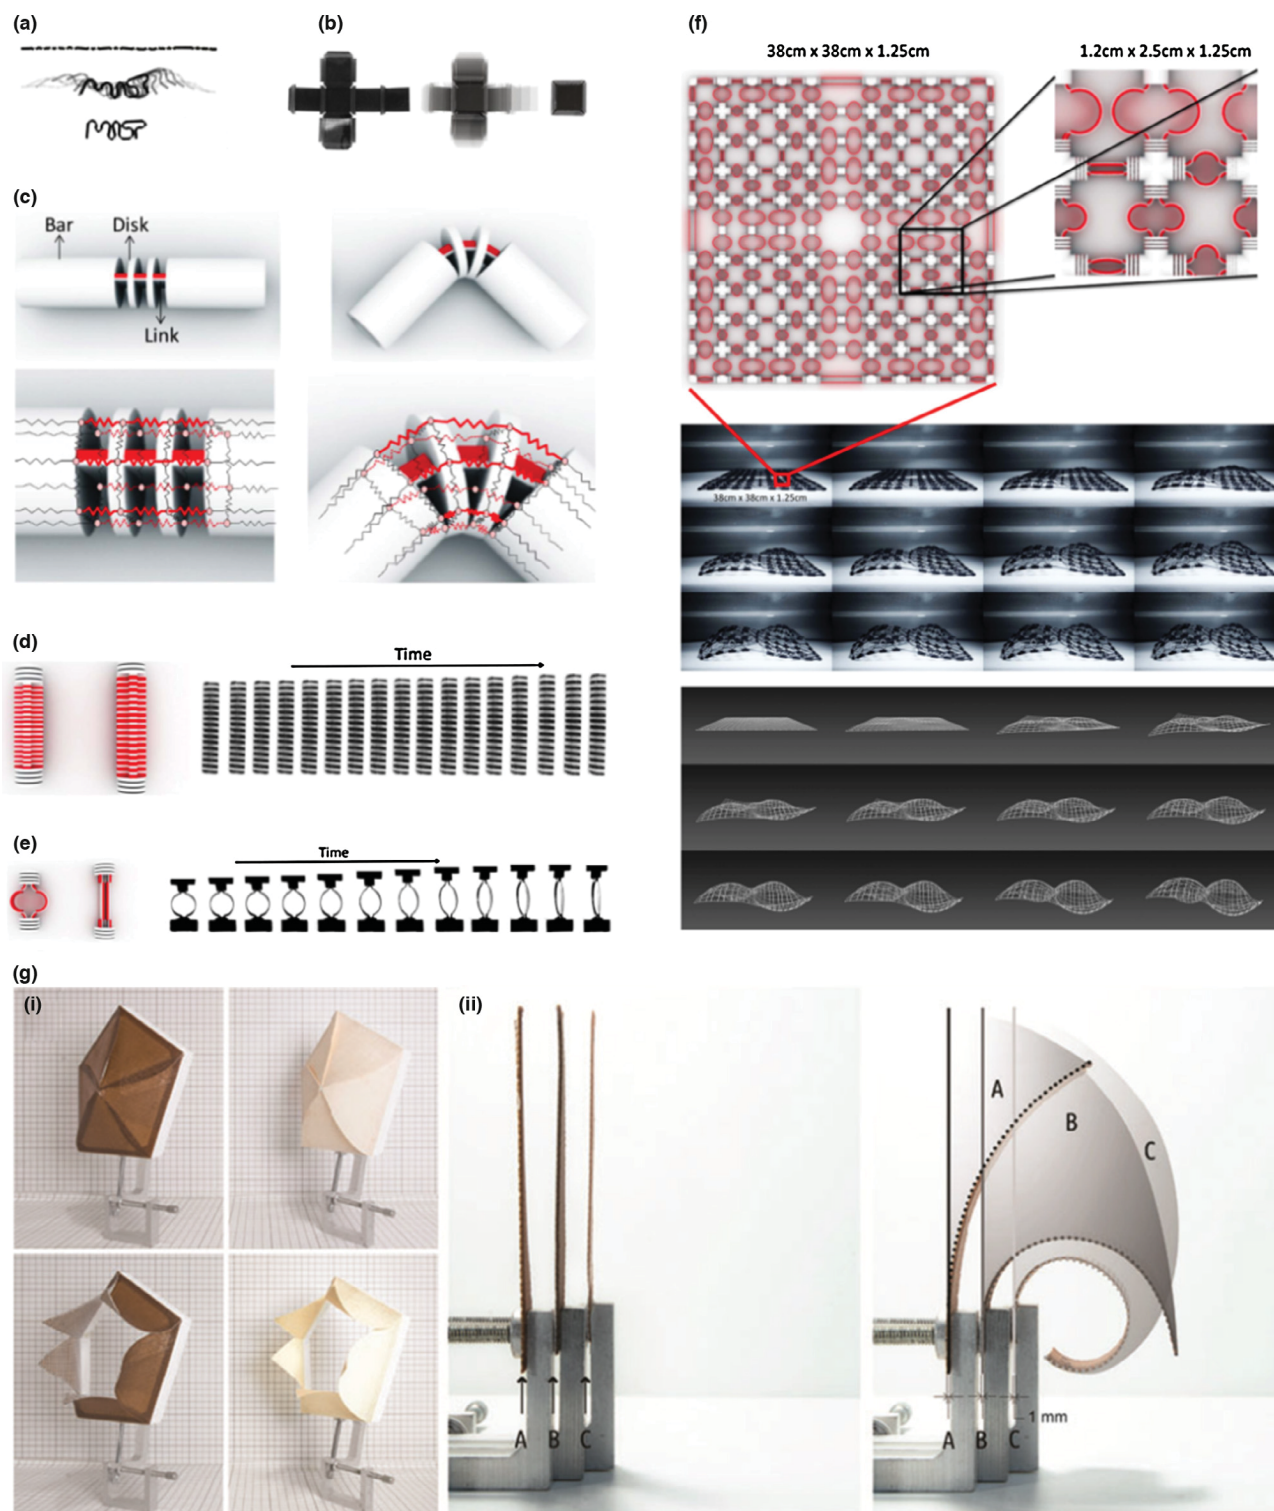 (a)
(b)
(c)
Bar
Disk
Link
(d)
Time
(e)
Time
(f)
38cm x 38cm x 1.25cm
1.2cm x 2.5cm x 1.25cm
38cm x 38cm x 1.25cm
(g)
(i)
(ii)
A
B
C
A
B
C
1 mm
A
B
C